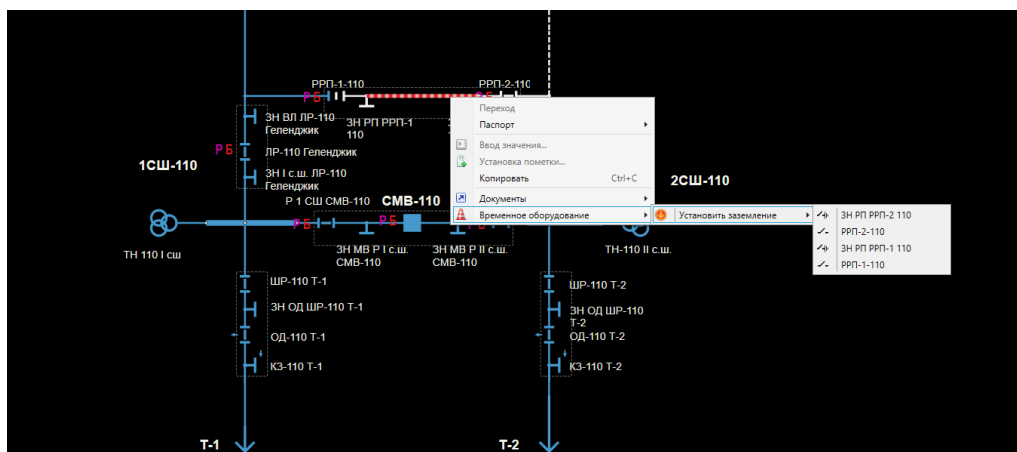 РРП-1-110
РРП-2-110
Р Б
Р Б
ЗН РП РРП-1
110
ЗН ВЛ ЛР-110
Геленджик
Р Б
ЛР-110 Геленджик
ЗН I с.ш. ЛР-110
Геленджик
1СШ-110
2СШ-110
Р 1 СШ СМВ-110
СМВ-110
Р Б
Р Б
Р Б
ЗН МВ Р I с.ш.
СМВ-110
ЗН МВ Р II с.ш.
СМВ-110
ТН 110 I сш
ТН-110 II с.ш.
ШР-110 Т-1
ЗН ОД ШР-110 Т-1
ОД-110 Т-1
КЗ-110 Т-1
ШР-110 Т-2
ЗН ОД ШР-110
Т-2
ОД-110 Т-2
КЗ-110 Т-2
Т-1
Т-2
Переход
Паспорт
Ввод значения...
Установка пометки...
Копировать Ctrl+C
Документы
Временное оборудование
Установить заземление
ЗН РП РРП-2 110
РРП-2-110
ЗН РП РРП-1 110
РРП-1-110